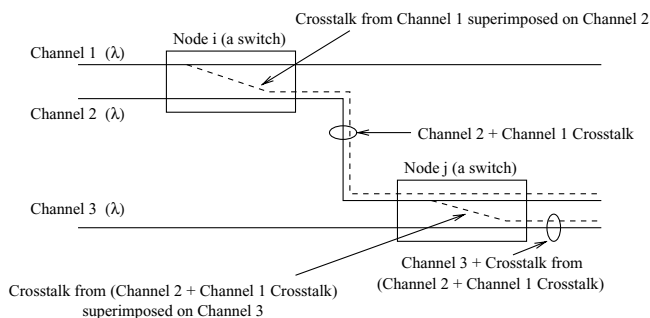 Crosstalk from Channel 1 superimposed on Channel 2
Node i (a switch)
Channel 1 (λ)
Channel 2 (λ)
Channel 2 + Channel 1 Crosstalk
Node j (a switch)
Channel 3 (λ)
Channel 3 + Crosstalk from
(Channel 2 + Channel 1 Crosstalk)
Crosstalk from (Channel 2 + Channel 1 Crosstalk)
superimposed on Channel 3